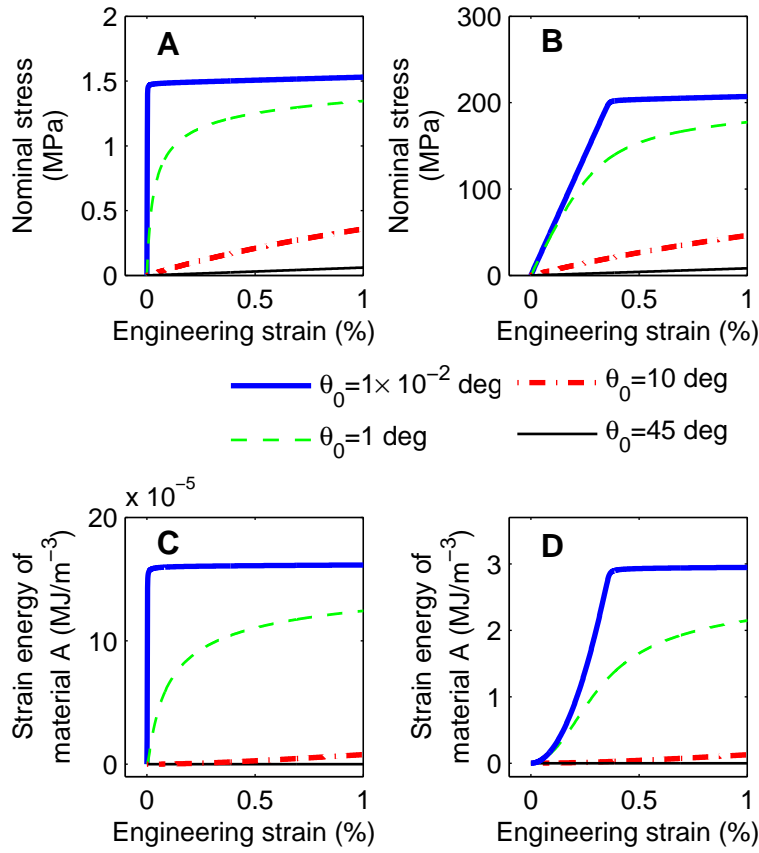 A
Nominal stress
(MPa)
2
1.5
1
0.5
0
0 0.5 1
Engineering strain (%)
B
Nominal stress
(MPa)
300
200
100
0
0 0.5 1
Engineering strain (%)
θ₀=1× 10⁻² deg
θ₀=10 deg
θ₀=1 deg
θ₀=45 deg
x 10⁻⁵
C
Strain energy of
material A (MJ/m⁻³)
20
10
0
0 0.5 1
Engineering strain (%)
D
Strain energy of
material A (MJ/m⁻³)
3
2
1
0
0 0.5 1
Engineering strain (%)